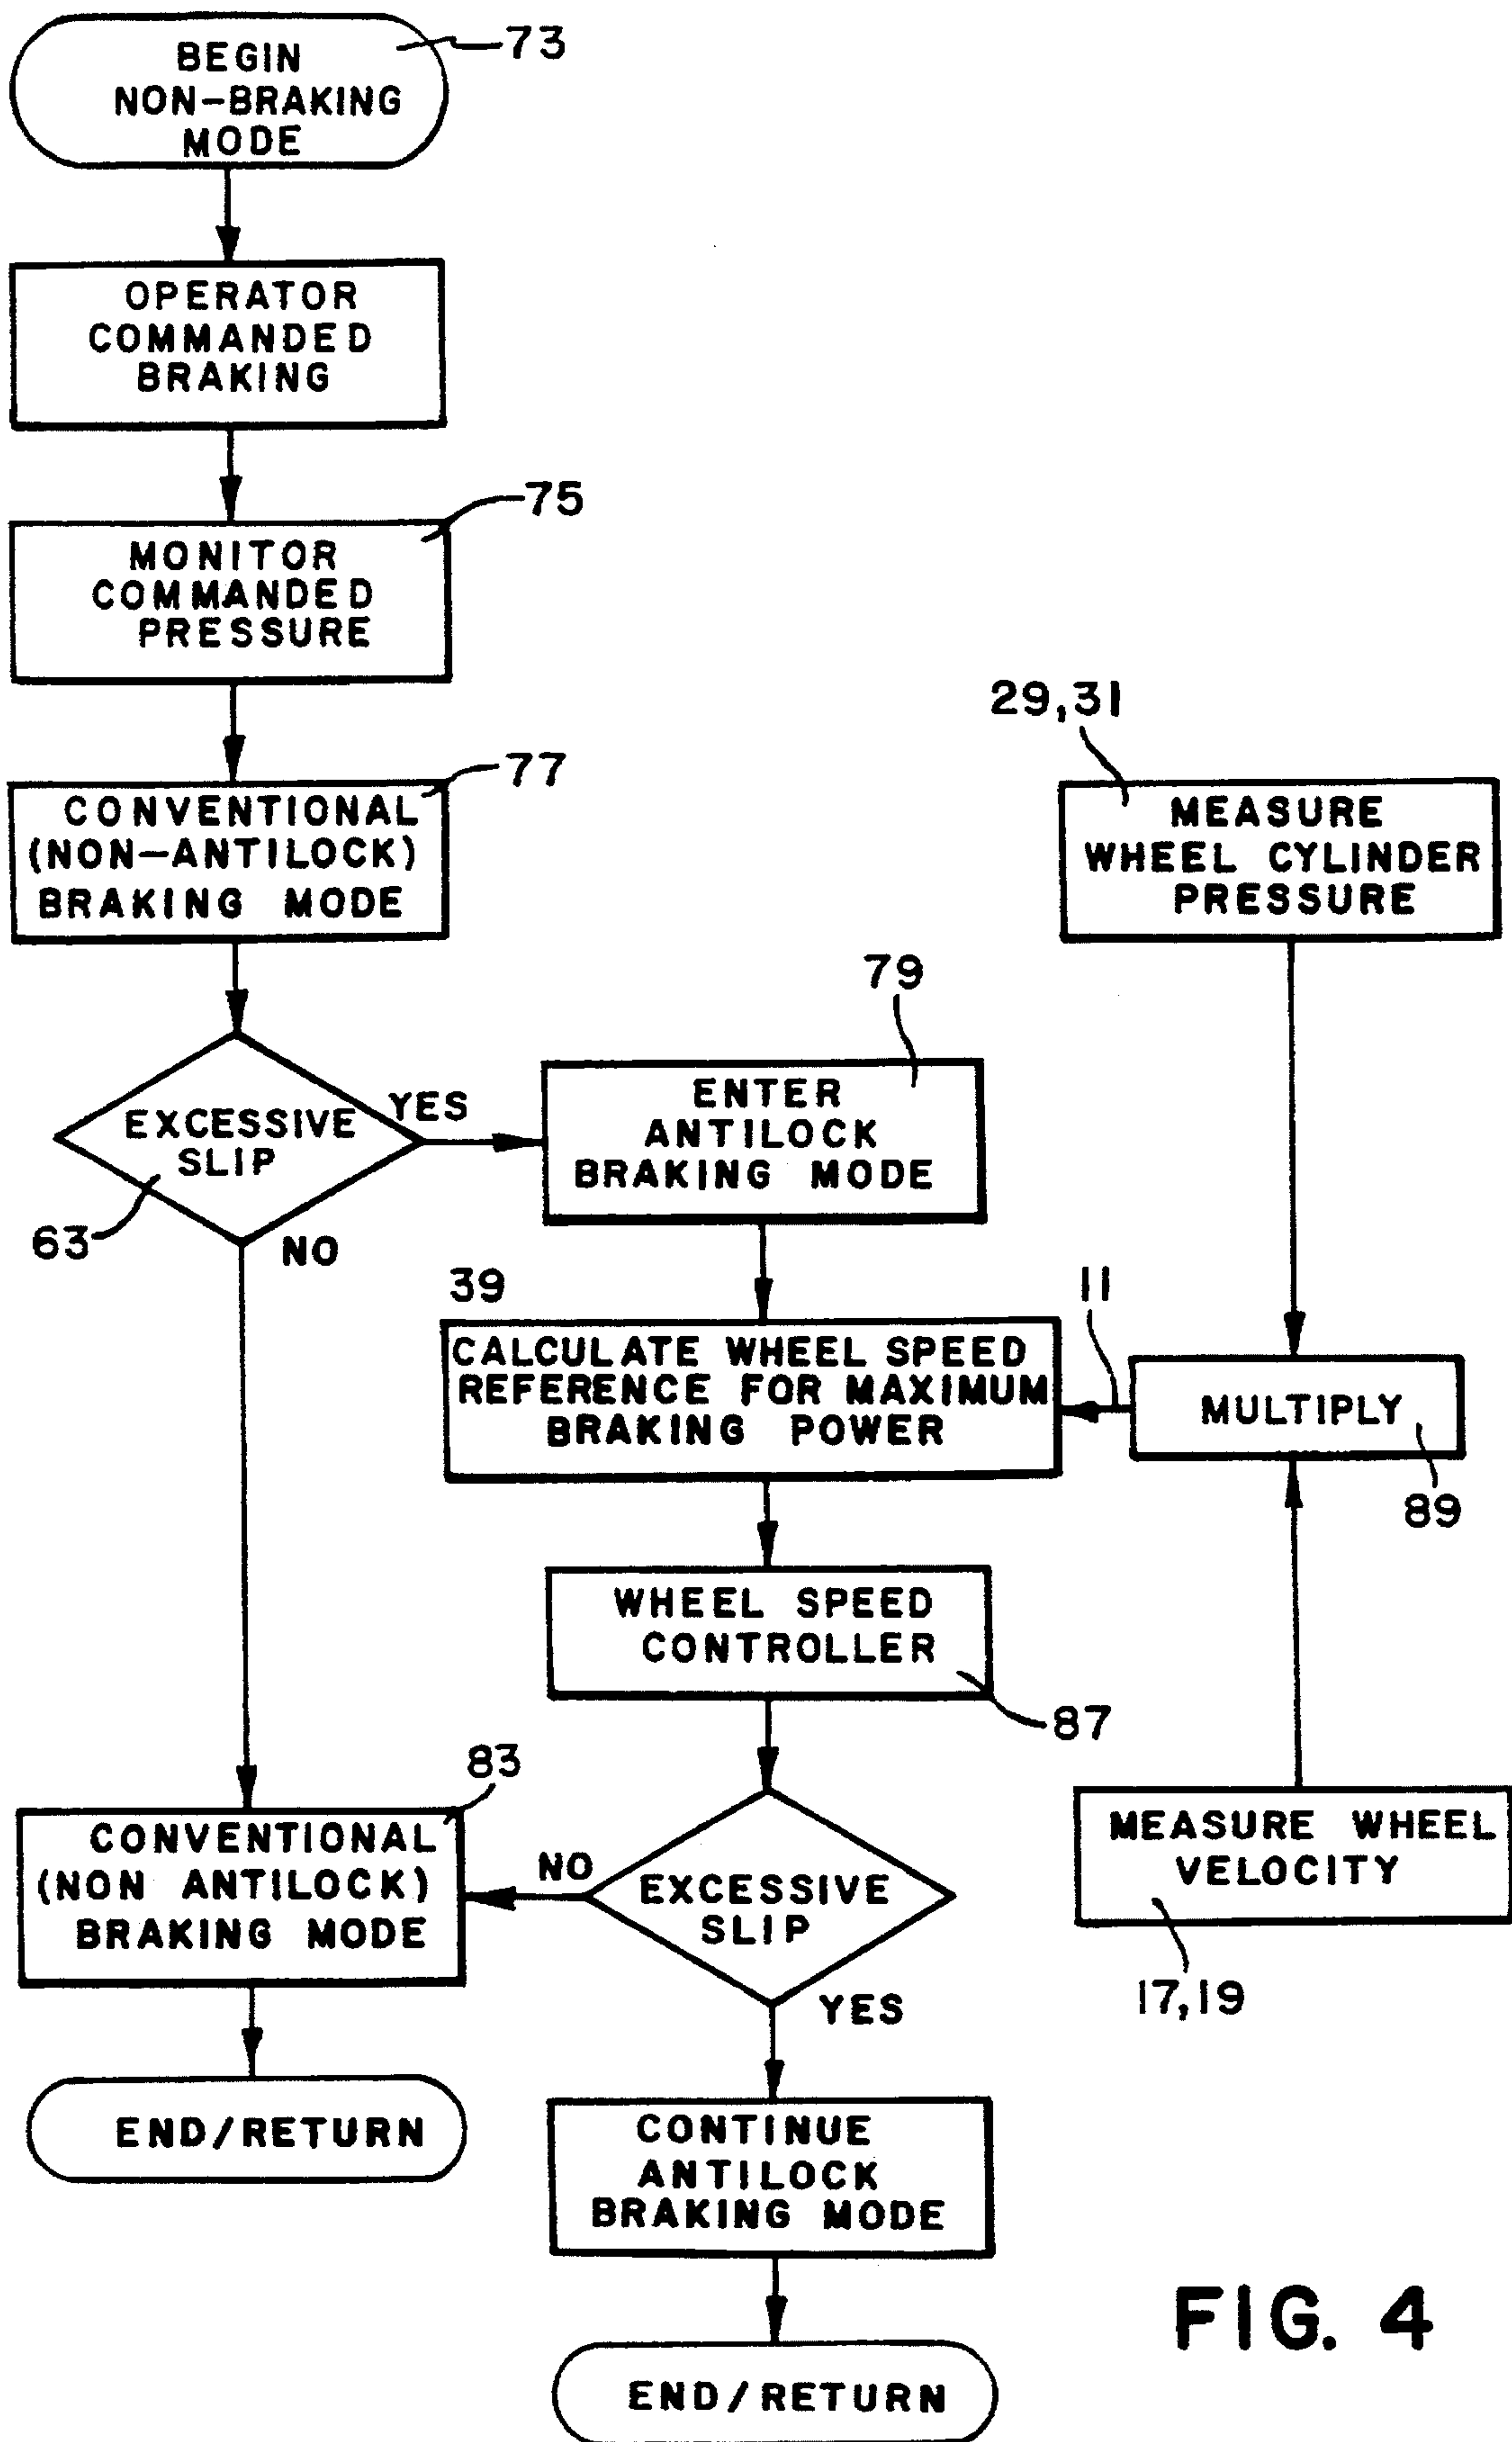 BEGIN
NON-BRAKING
MODE
73
OPERATOR
COMMANDED
BRAKING
75
MONITOR
COMMANDED
PRESSURE
77
CONVENTIONAL
(NON-ANTILOCK)
BRAKING MODE
29,31
MEASURE
WHEEL CYLINDER
PRESSURE
EXCESSIVE
SLIP
63
YES
NO
79
ENTER
ANTILOCK
BRAKING MODE
39
CALCULATE WHEEL SPEED
REFERENCE FOR MAXIMUM
BRAKING POWER
11
MULTIPLY
89
WHEEL SPEED
CONTROLLER
87
83
CONVENTIONAL
(NON ANTILOCK)
BRAKING MODE
NO
EXCESSIVE
SLIP
YES
MEASURE WHEEL
VELOCITY
17,19
END/RETURN
CONTINUE
ANTILOCK
BRAKING MODE
END/RETURN
FIG. 4